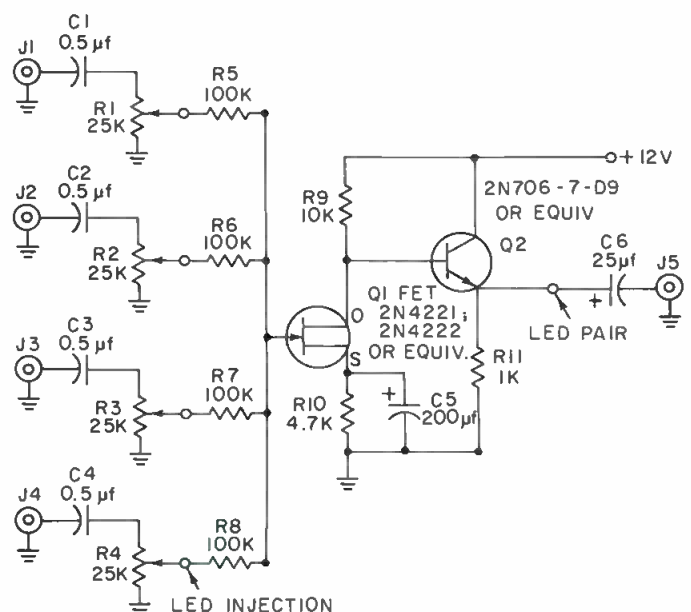 C1
0.5 µf
J1
R5
100K
R1
25K
C2
0.5 µf
J2
R6
100K
R2
25K
R9
10K
+ 12V
2N706-7-D9
OR EQUIV
Q2
C6
25µf
J5
+
LED PAIR
Q1 FET
2N4221;
2N4222
OR EQUIV.
O
S
C3
0.5 µf
J3
R7
100K
R3
25K
R10
4.7K
+
C5
200µf
R11
1K
C4
0.5 µf
J4
R8
100K
R4
25K
LED INJECTION